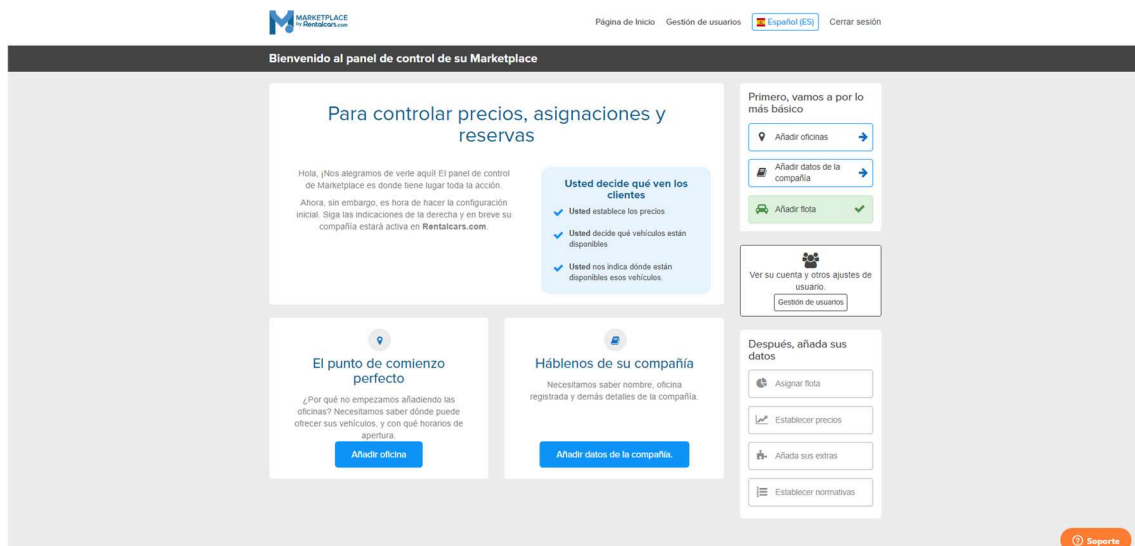 MARKETPLACE
by Rentalcars.com
Página de Inicio
Gestión de usuarios
Español (ES)
Cerrar sesión
Bienvenido al panel de control de su Marketplace
Para controlar precios, asignaciones y
reservas
Hola, ¡Nos alegramos de verle aquí! El panel de control
de Marketplace es donde tiene lugar toda la acción.
Ahora, sin embargo, es hora de hacer la configuración
inicial. Siga las indicaciones de la derecha y en breve su
compañía estará activa en Rentalcars.com.
Usted decide qué ven los
clientes
Usted establece los precios
Usted decide qué vehículos están
disponibles
Usted nos indica dónde están
disponibles esos vehículos.
El punto de comienzo
perfecto
¿Por qué no empezamos añadiendo las
oficinas? Necesitamos saber dónde puede
ofrecer sus vehículos, y con qué horarios de
apertura.
Añadir oficina
Háblenos de su compañía
Necesitamos saber nombre, oficina
registrada y demás detalles de la compañía.
Añadir datos de la compañía.
Primero, vamos a por lo
más básico
Añadir oficinas
Añadir datos de la
compañía
Añadir flota
Ver su cuenta y otros ajustes de
usuario.
Gestión de usuarios
Después, añada sus
datos
Asignar flota
Establecer precios
Añada sus extras
Establecer normativas
Soporte